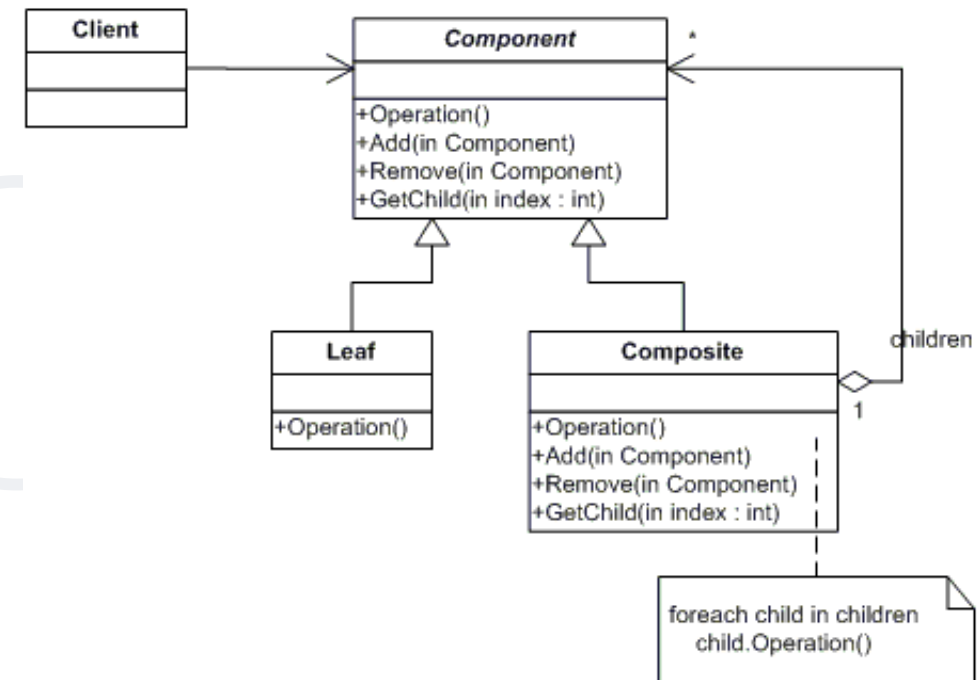 Client
Component
*
+Operation()
+Add(in Component)
+Remove(in Component)
+GetChild(in index : int)
children
Leaf
+Operation()
Composite
1
+Operation()
+Add(in Component)
+Remove(in Component)
+GetChild(in index : int)
foreach child in children
child.Operation()